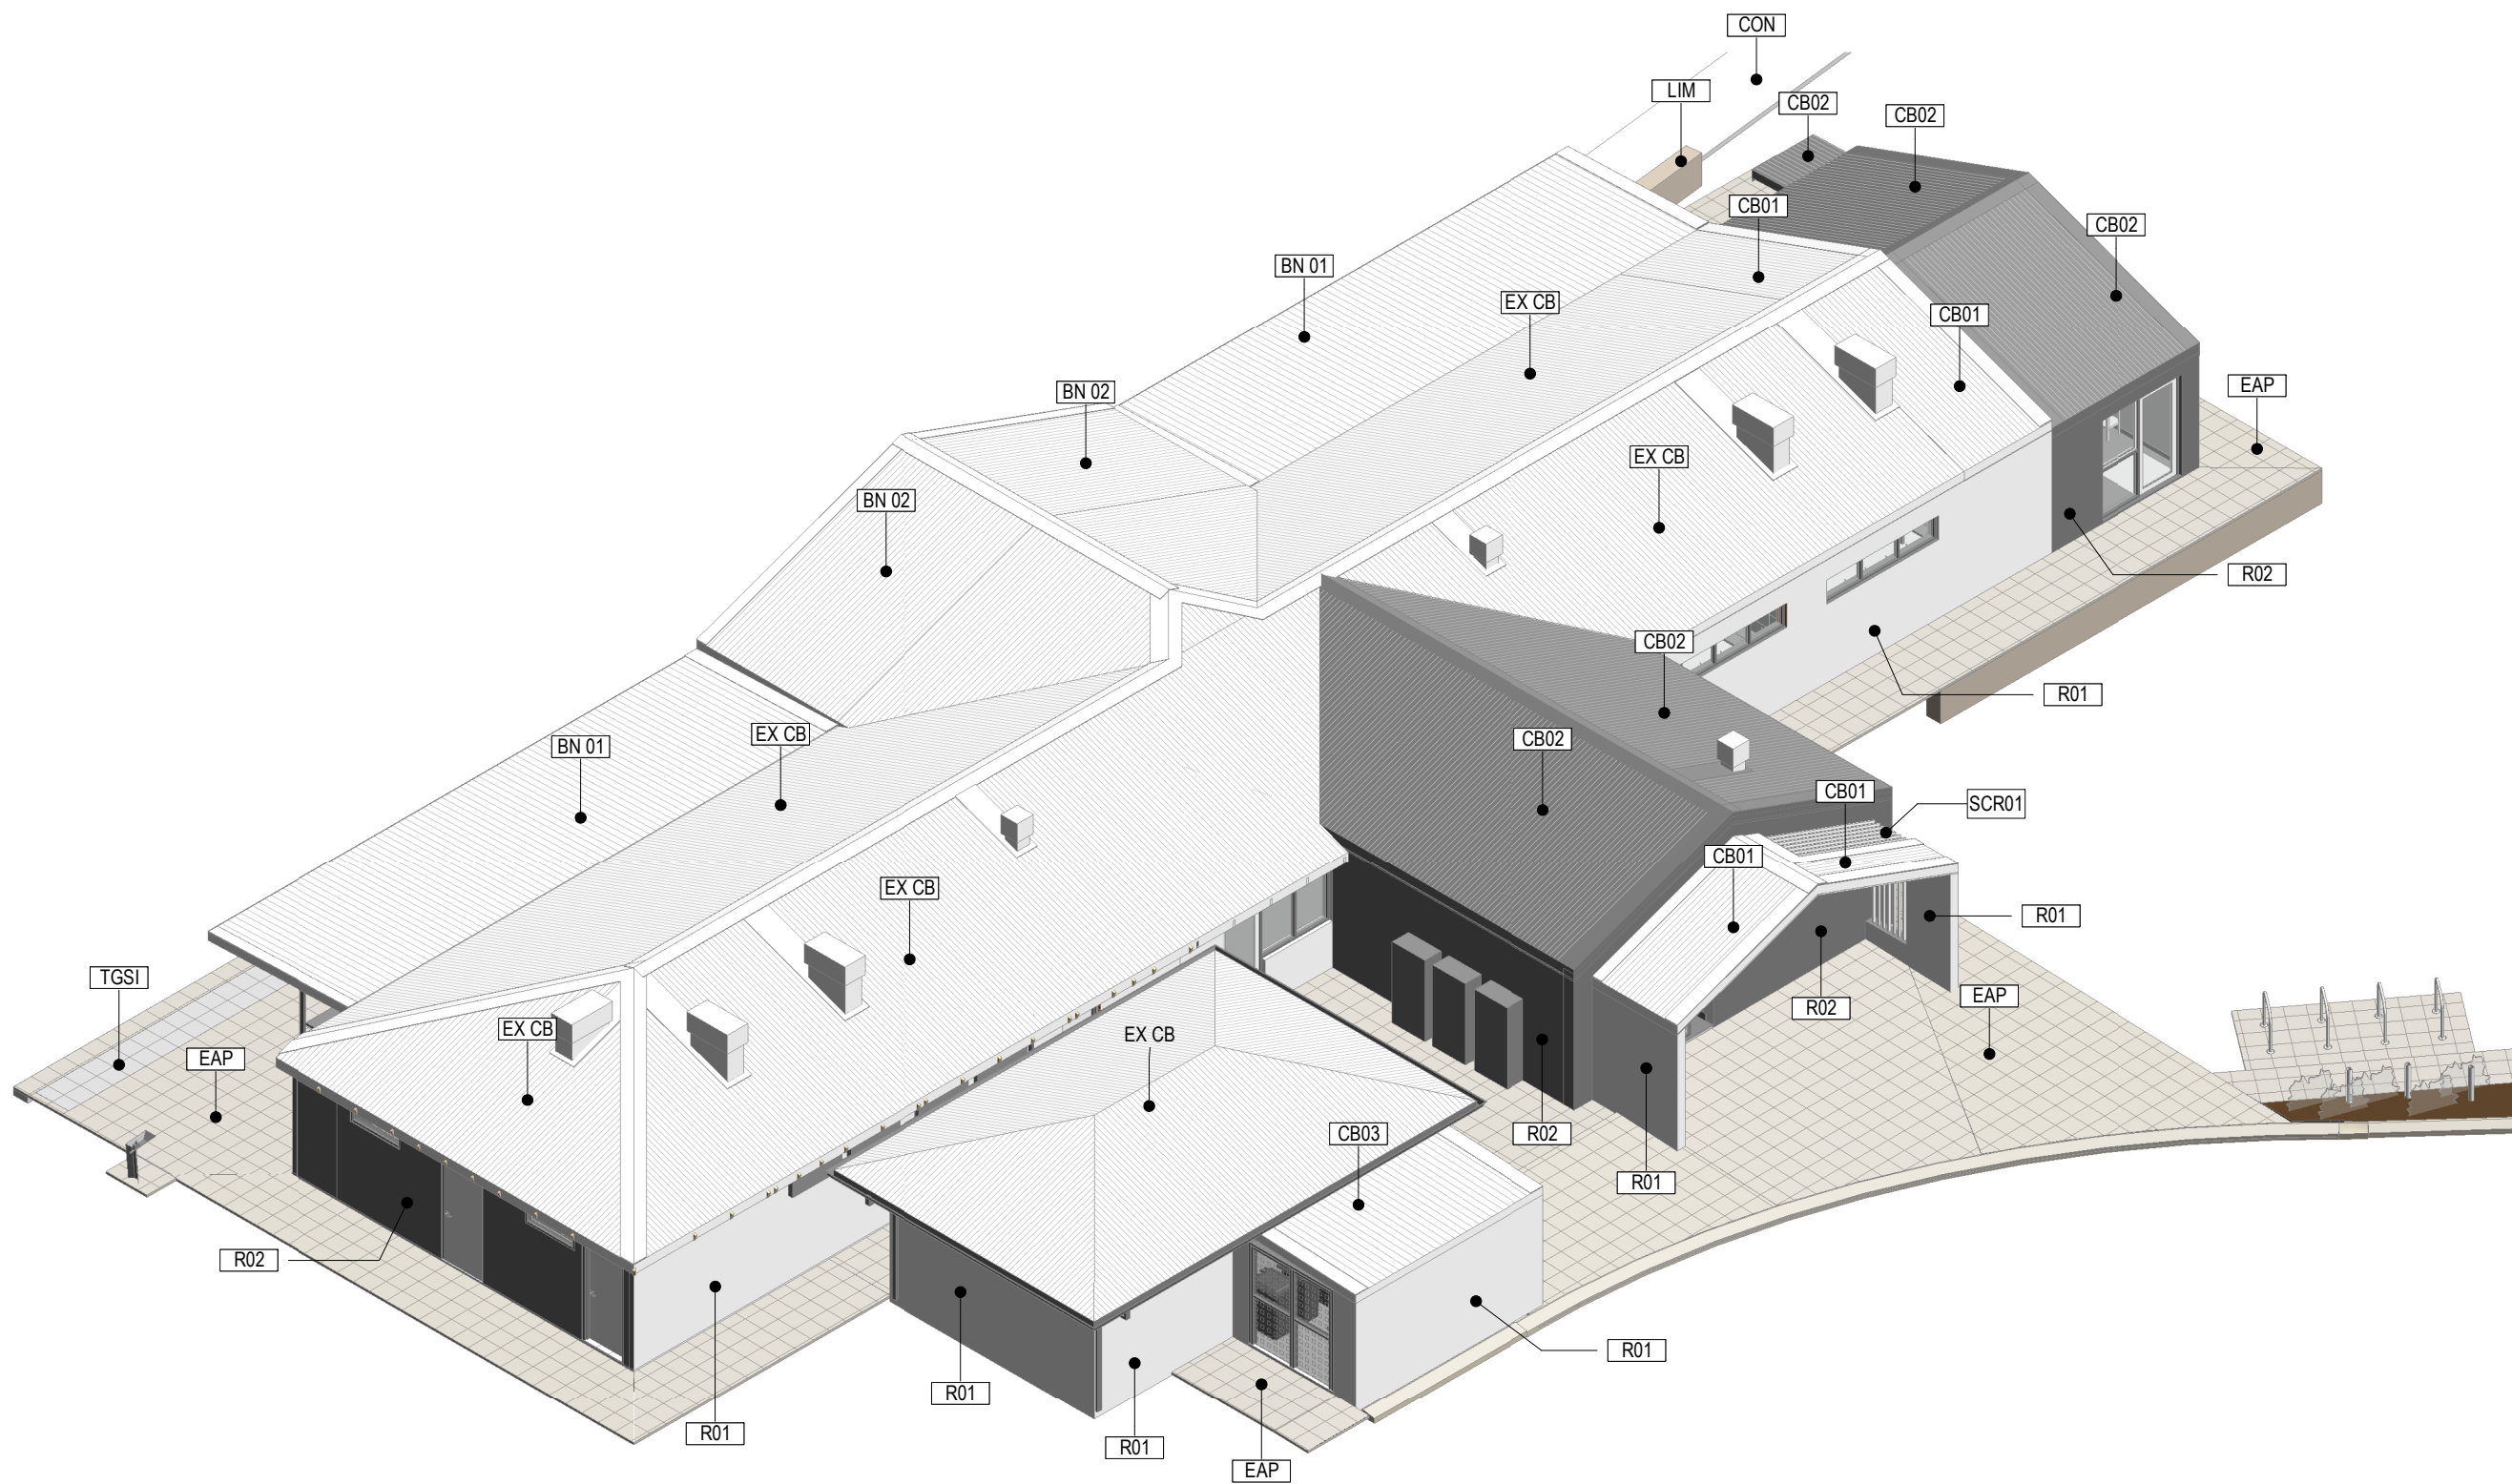 CON
LIM
CB02
CB02
CB01
CB02
BN 01
EX CB
CB01
BN 02
EAP
EX CB
BN 02
R02
CB02
R01
EX CB
BN 01
CB02
CB01
SCR01
CB01
EX CB
R01
TGSI
EAP
R02
EX CB
EX CB
EAP
CB03
R02
R01
R02
R01
R01
R01
R01
EAP